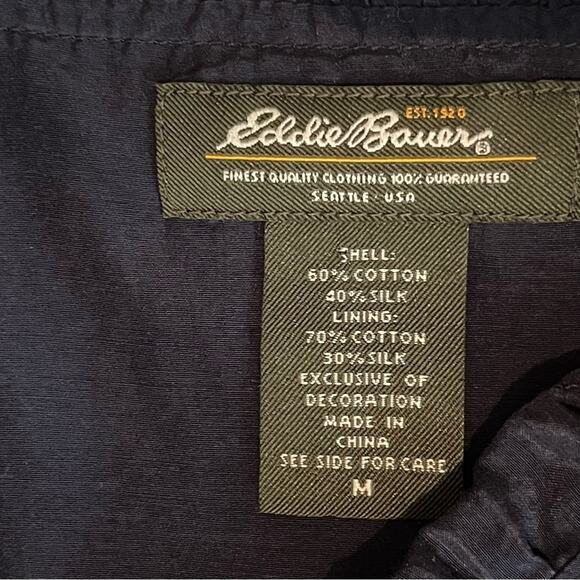 EST. 1920
Eddie Bauer®
FINEST QUALITY CLOTHING 100% GUARANTEED
SEATTLE · USA
SHELL:
60% COTTON
40% SILK
LINING:
70% COTTON
30% SILK
EXCLUSIVE OF
DECORATION
MADE IN
CHINA
SEE SIDE FOR CARE
M